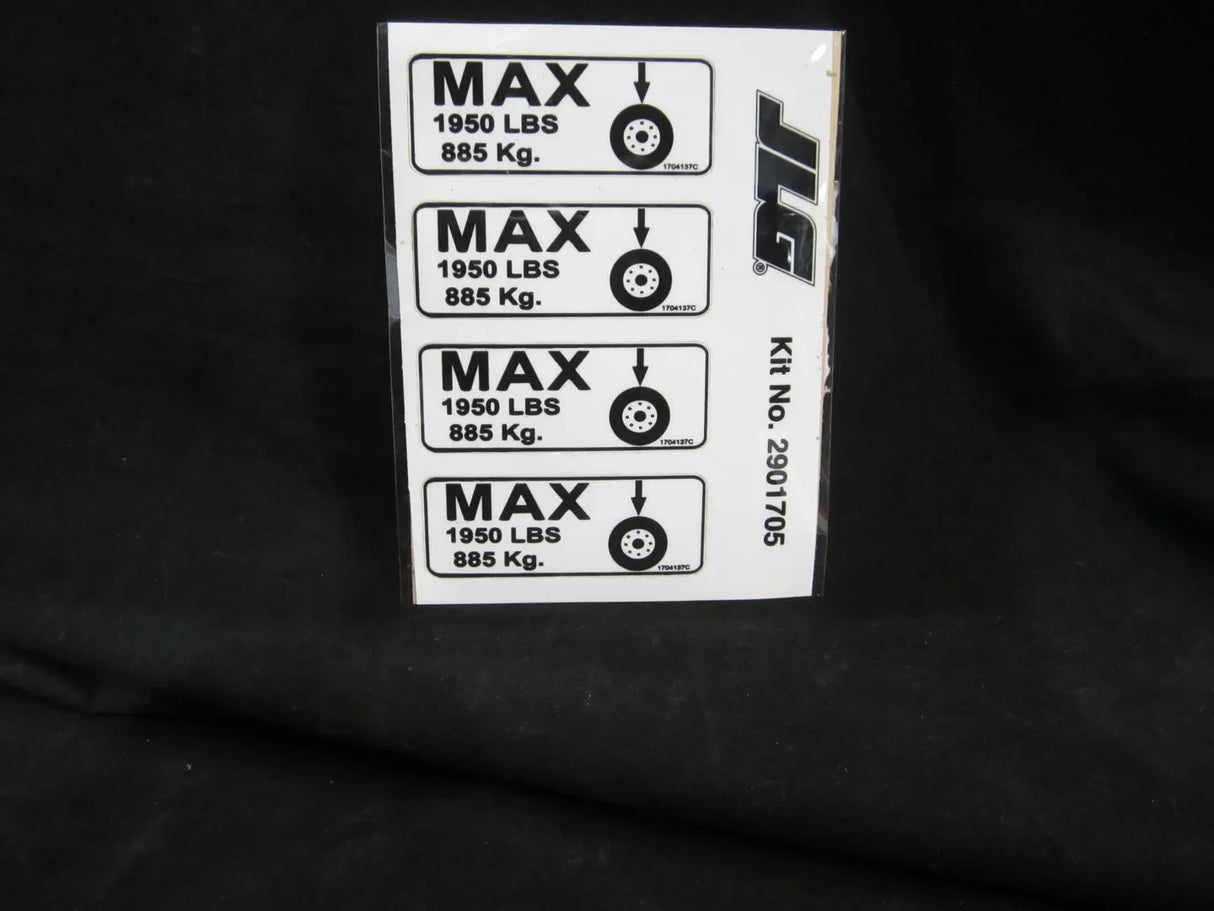 MAX
1950 LBS
885 Kg.
1704137C
MAX
1950 LBS
885 Kg.
1704137C
MAX
1950 LBS
885 Kg.
1704137C
MAX
1950 LBS
885 Kg.
1704137C
JLG®
Kit No. 2901705